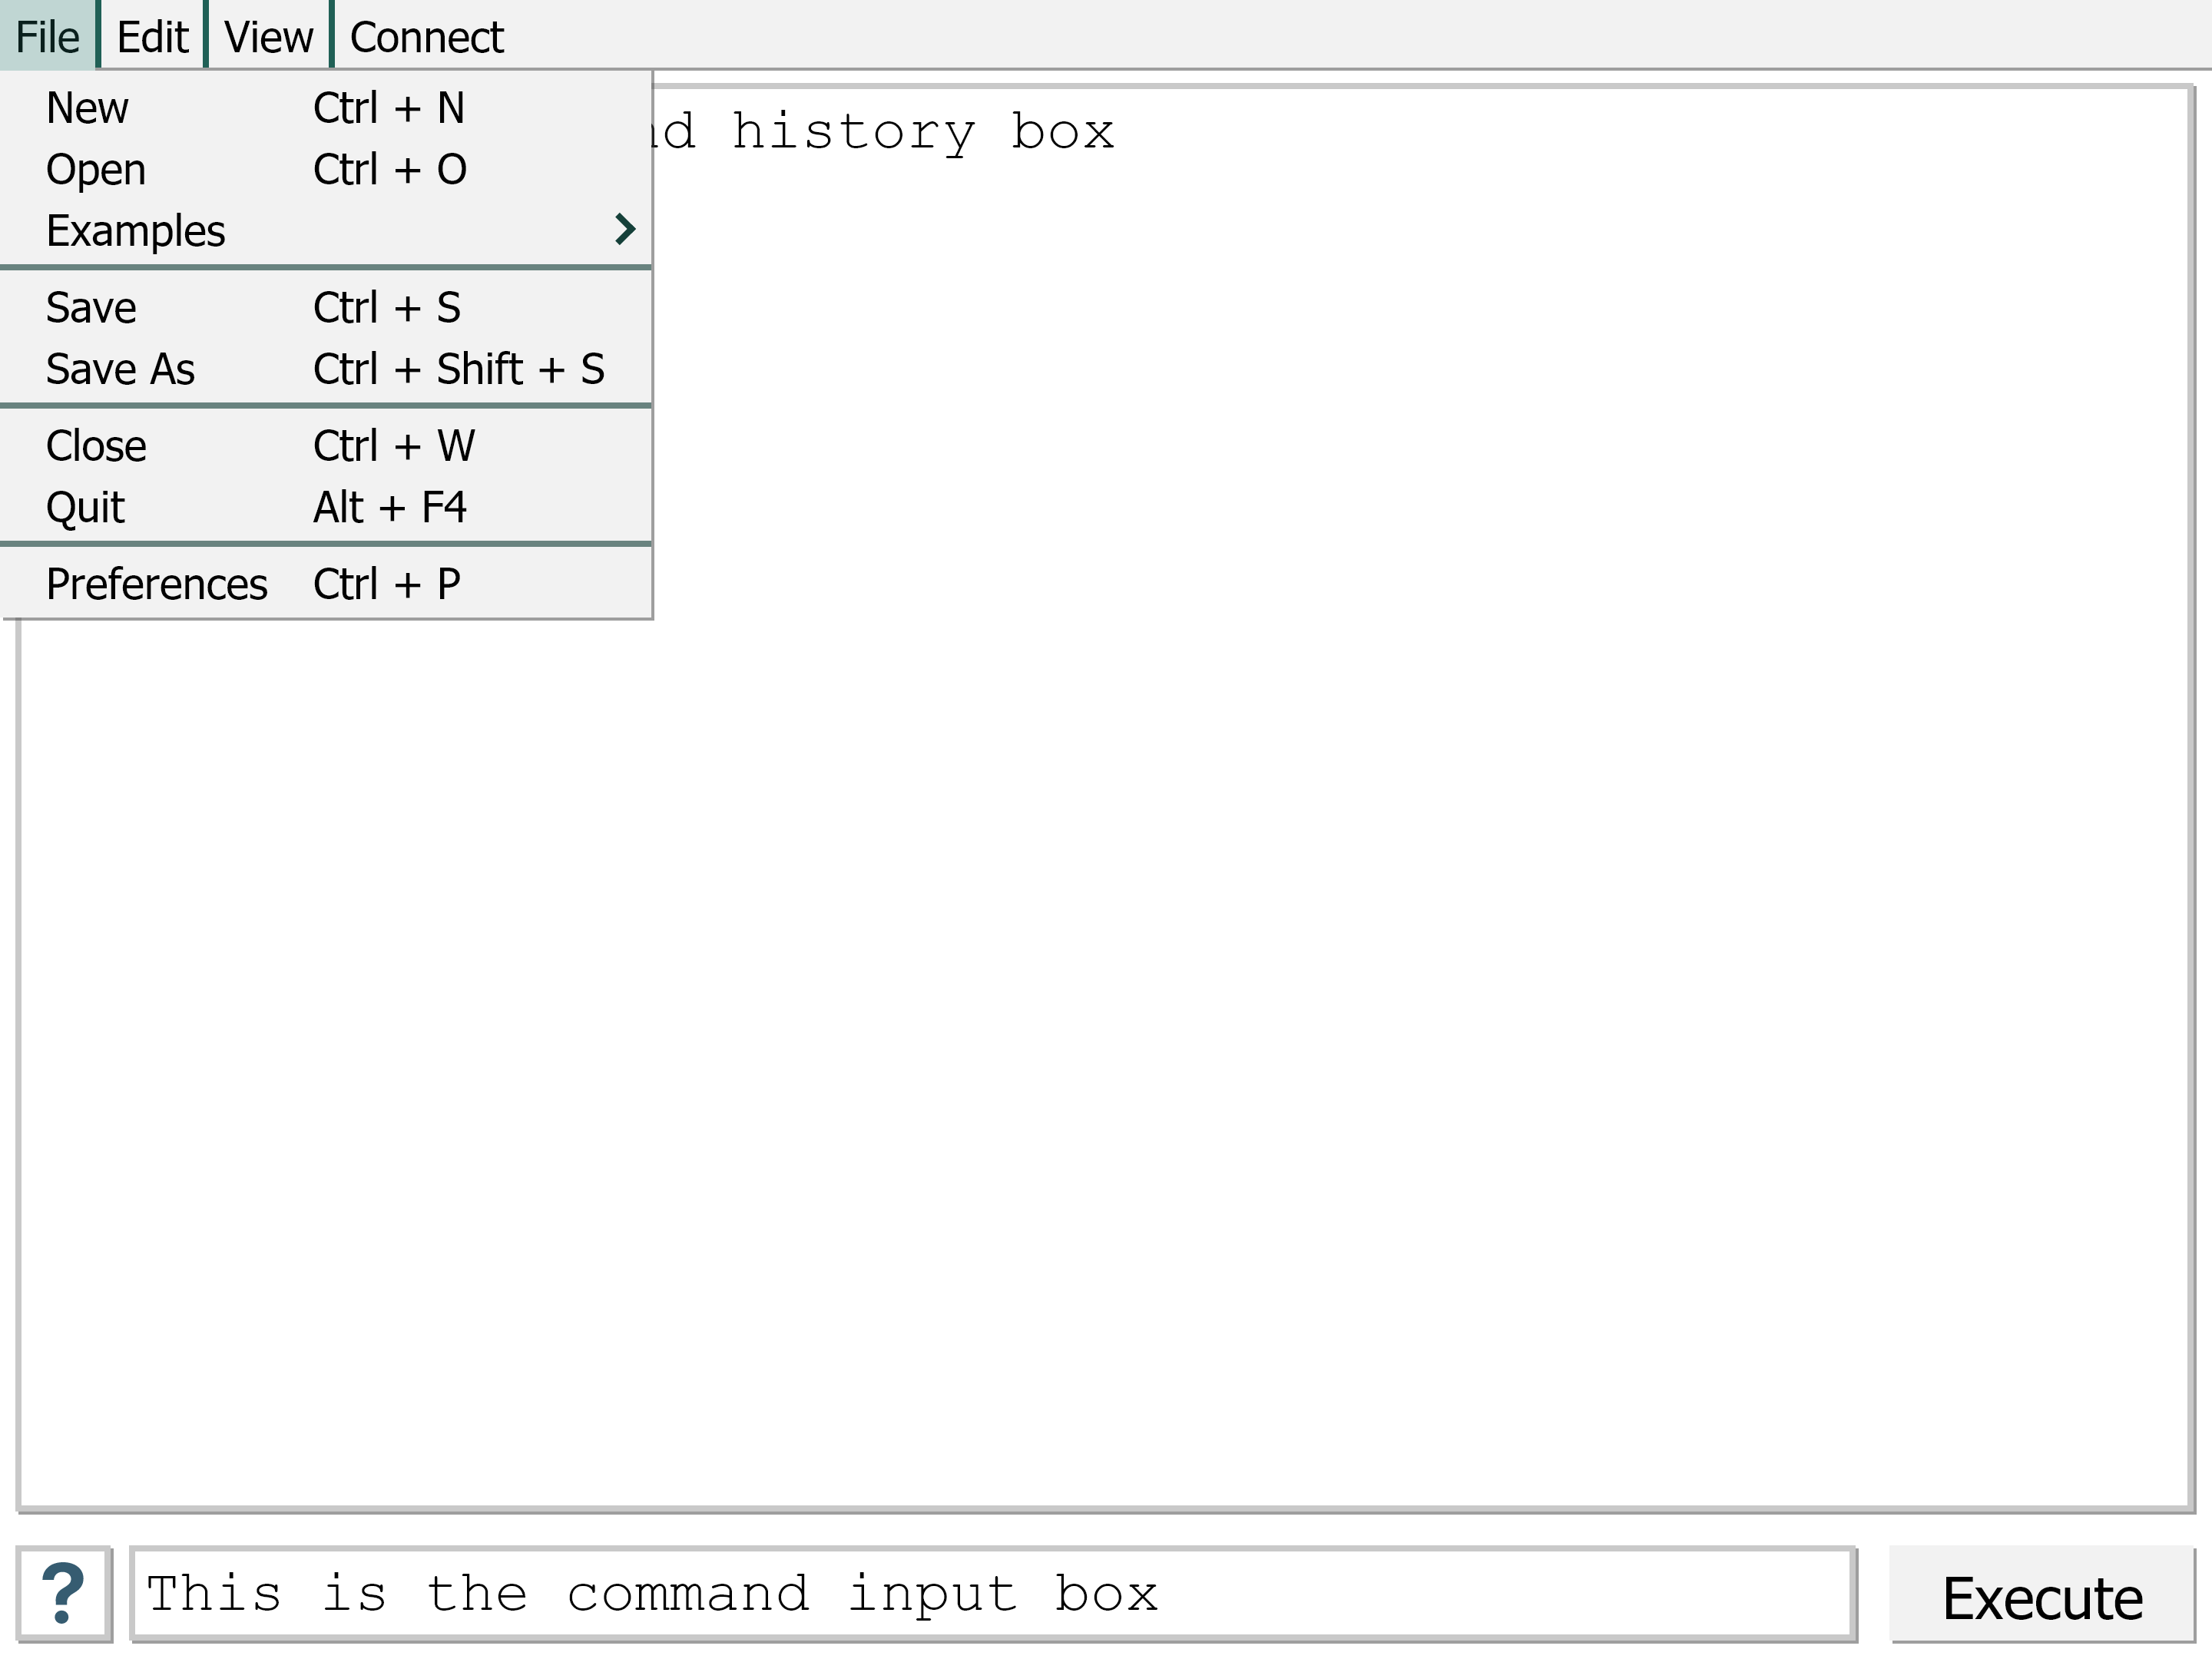 File Edit View Connect
New Ctrl + N
Open Ctrl + O
Examples
Save Ctrl + S
Save As Ctrl + Shift + S
Close Ctrl + W
Quit Alt + F4
Preferences Ctrl + P
history box
? This is the command input box Execute